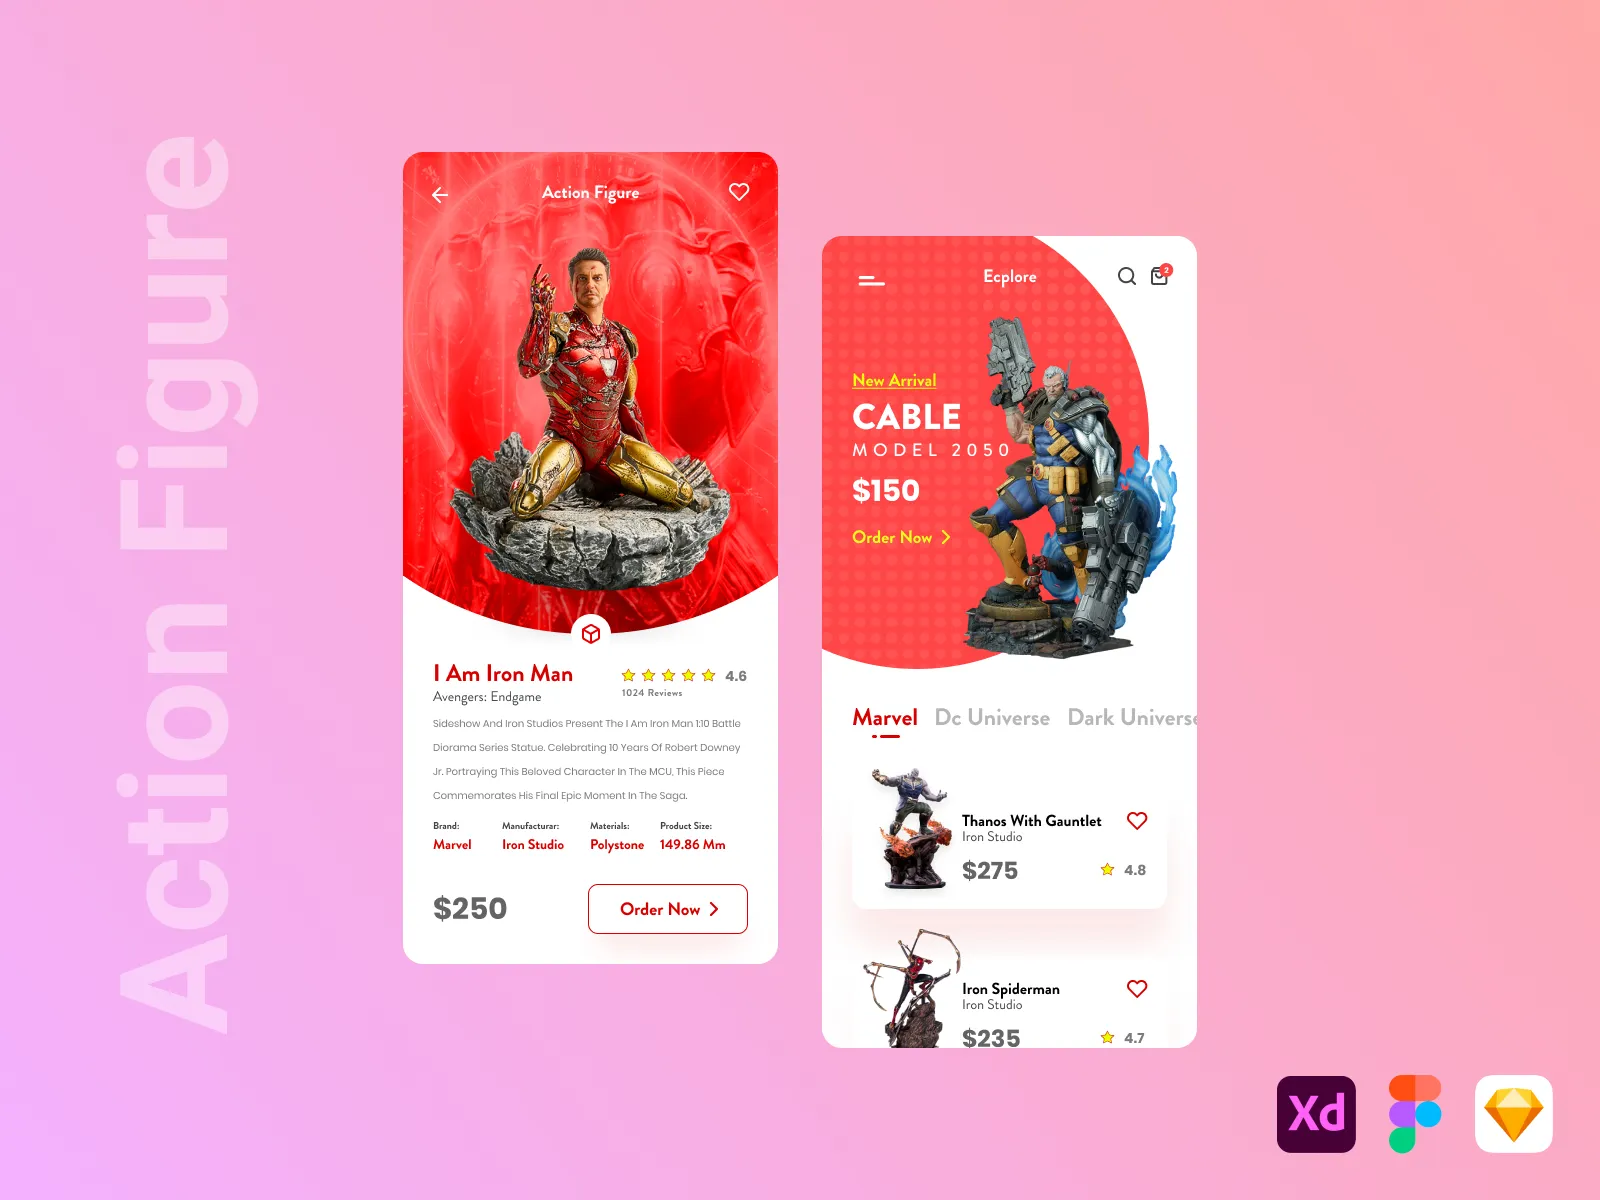 Action Figure
Action Figure
I Am Iron Man
Avengers: Endgame
4.6
1024 Reviews
Sideshow And Iron Studios Present The I Am Iron Man 1:10 Battle
Diorama Series Statue. Celebrating 10 Years Of Robert Downey
Jr. Portraying This Beloved Character In The MCU, This Piece
Commemorates His Final Epic Moment In The Saga.
Brand: Manufacturar: Materials: Product Size:
Marvel Iron Studio Polystone 149.86 Mm
$250
Order Now
Ecplore
2
New Arrival
CABLE
MODEL 2050
$150
Order Now
Marvel Dc Universe Dark Universe
Thanos With Gauntlet
Iron Studio
$275
4.8
Iron Spiderman
Iron Studio
$235
4.7
Xd